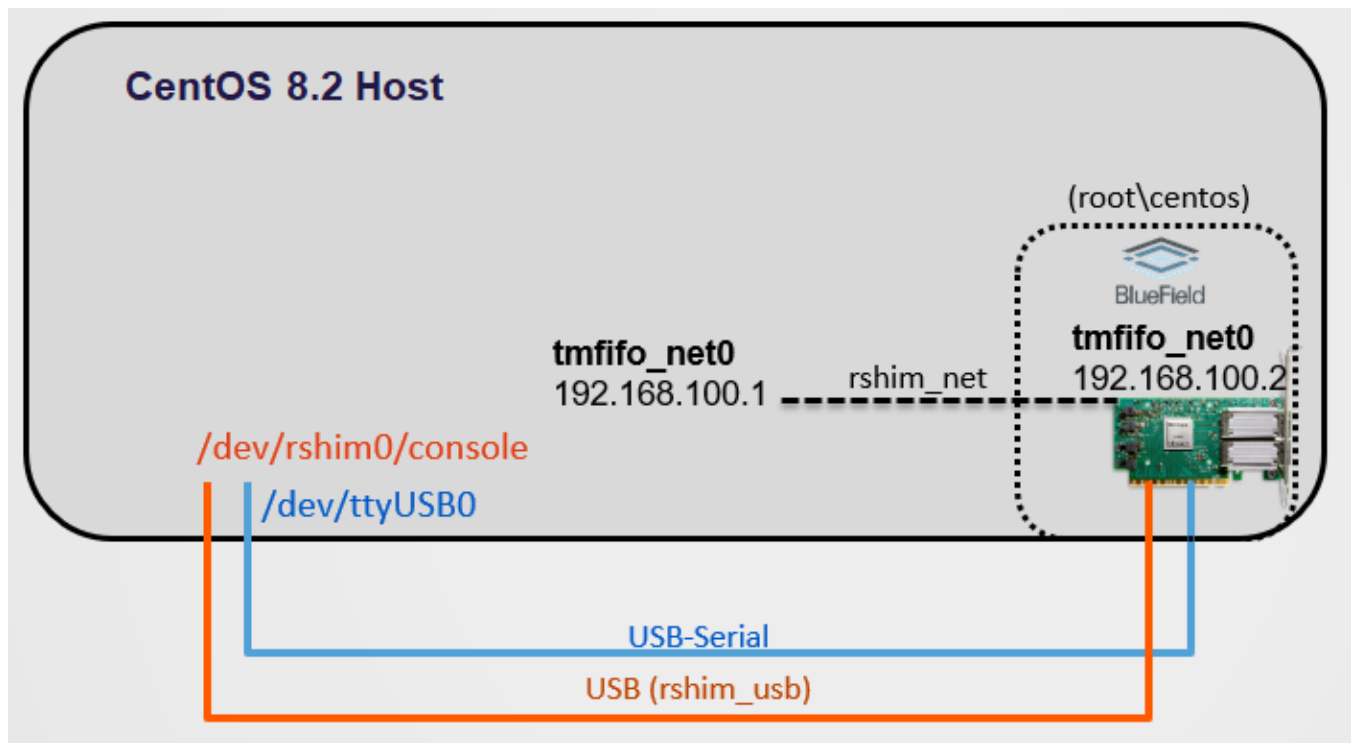 CentOS 8.2 Host
(root\centos)
BlueField
tmfifo_net0
192.168.100.2
tmfifo_net0
192.168.100.1
rshim_net
/dev/rshim0/console
/dev/ttyUSB0
USB-Serial
USB (rshim_usb)